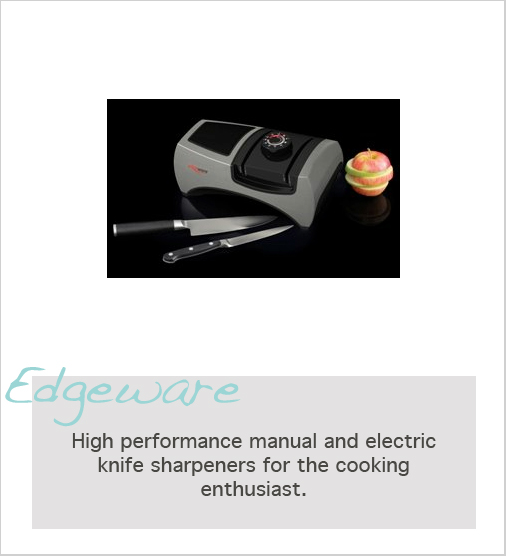 Edgeware
High performance manual and electric
knife sharpeners for the cooking
enthusiast.